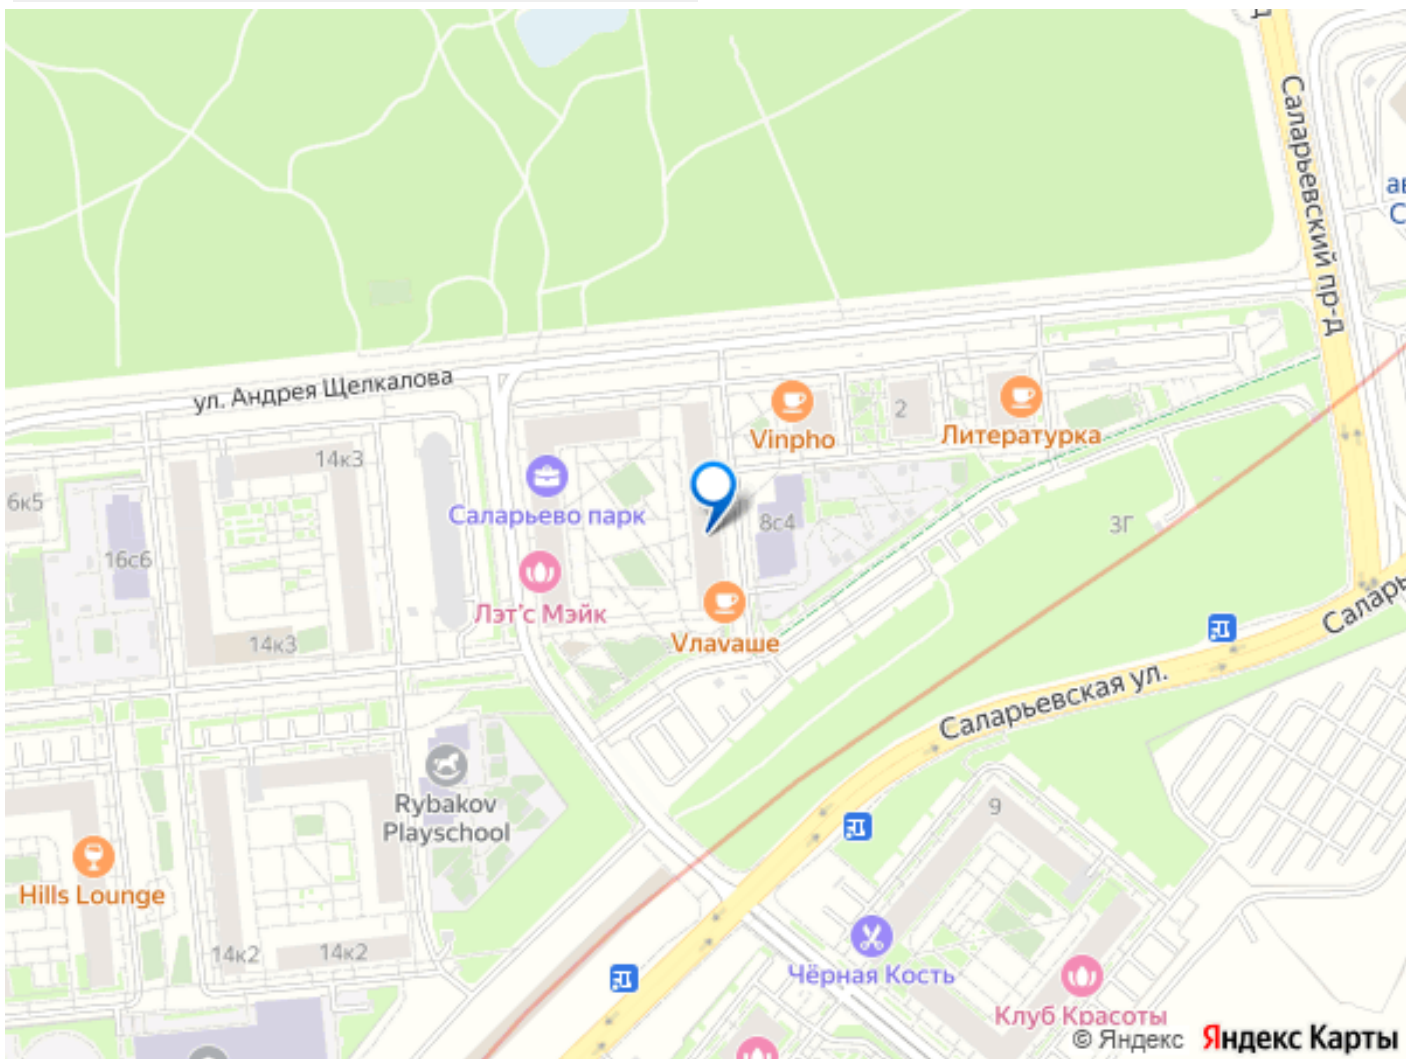 Саларьевский пр-д
ул. Андрея Щелкалова
Vinpho
2
Литературка
14к3
6к5
Саларьево парк
8с4
3Г
16с6
Лэт'с Мэйк
14к3
Vлаvаше
Саларьевская ул.
Rybakov
Playschool
9
Hills Lounge
14к2
14к2
Чёрная Кость
Клуб Красоты
© Яндекс Яндекс Карты